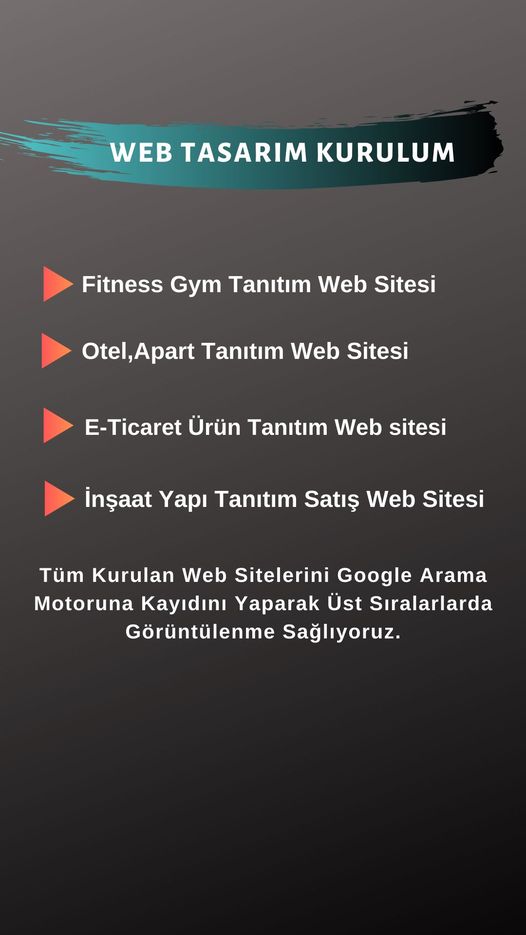 WEB TASARIM KURULUM
Fitness Gym Tanıtım Web Sitesi
Otel,Apart Tanıtım Web Sitesi
E-Ticaret Ürün Tanıtım Web sitesi
İnşaat Yapı Tanıtım Satış Web Sitesi
Tüm Kurulan Web Sitelerini Google Arama
Motoruna Kayıdını Yaparak Üst Sıralarlarda
Görüntülenme Sağlıyoruz.